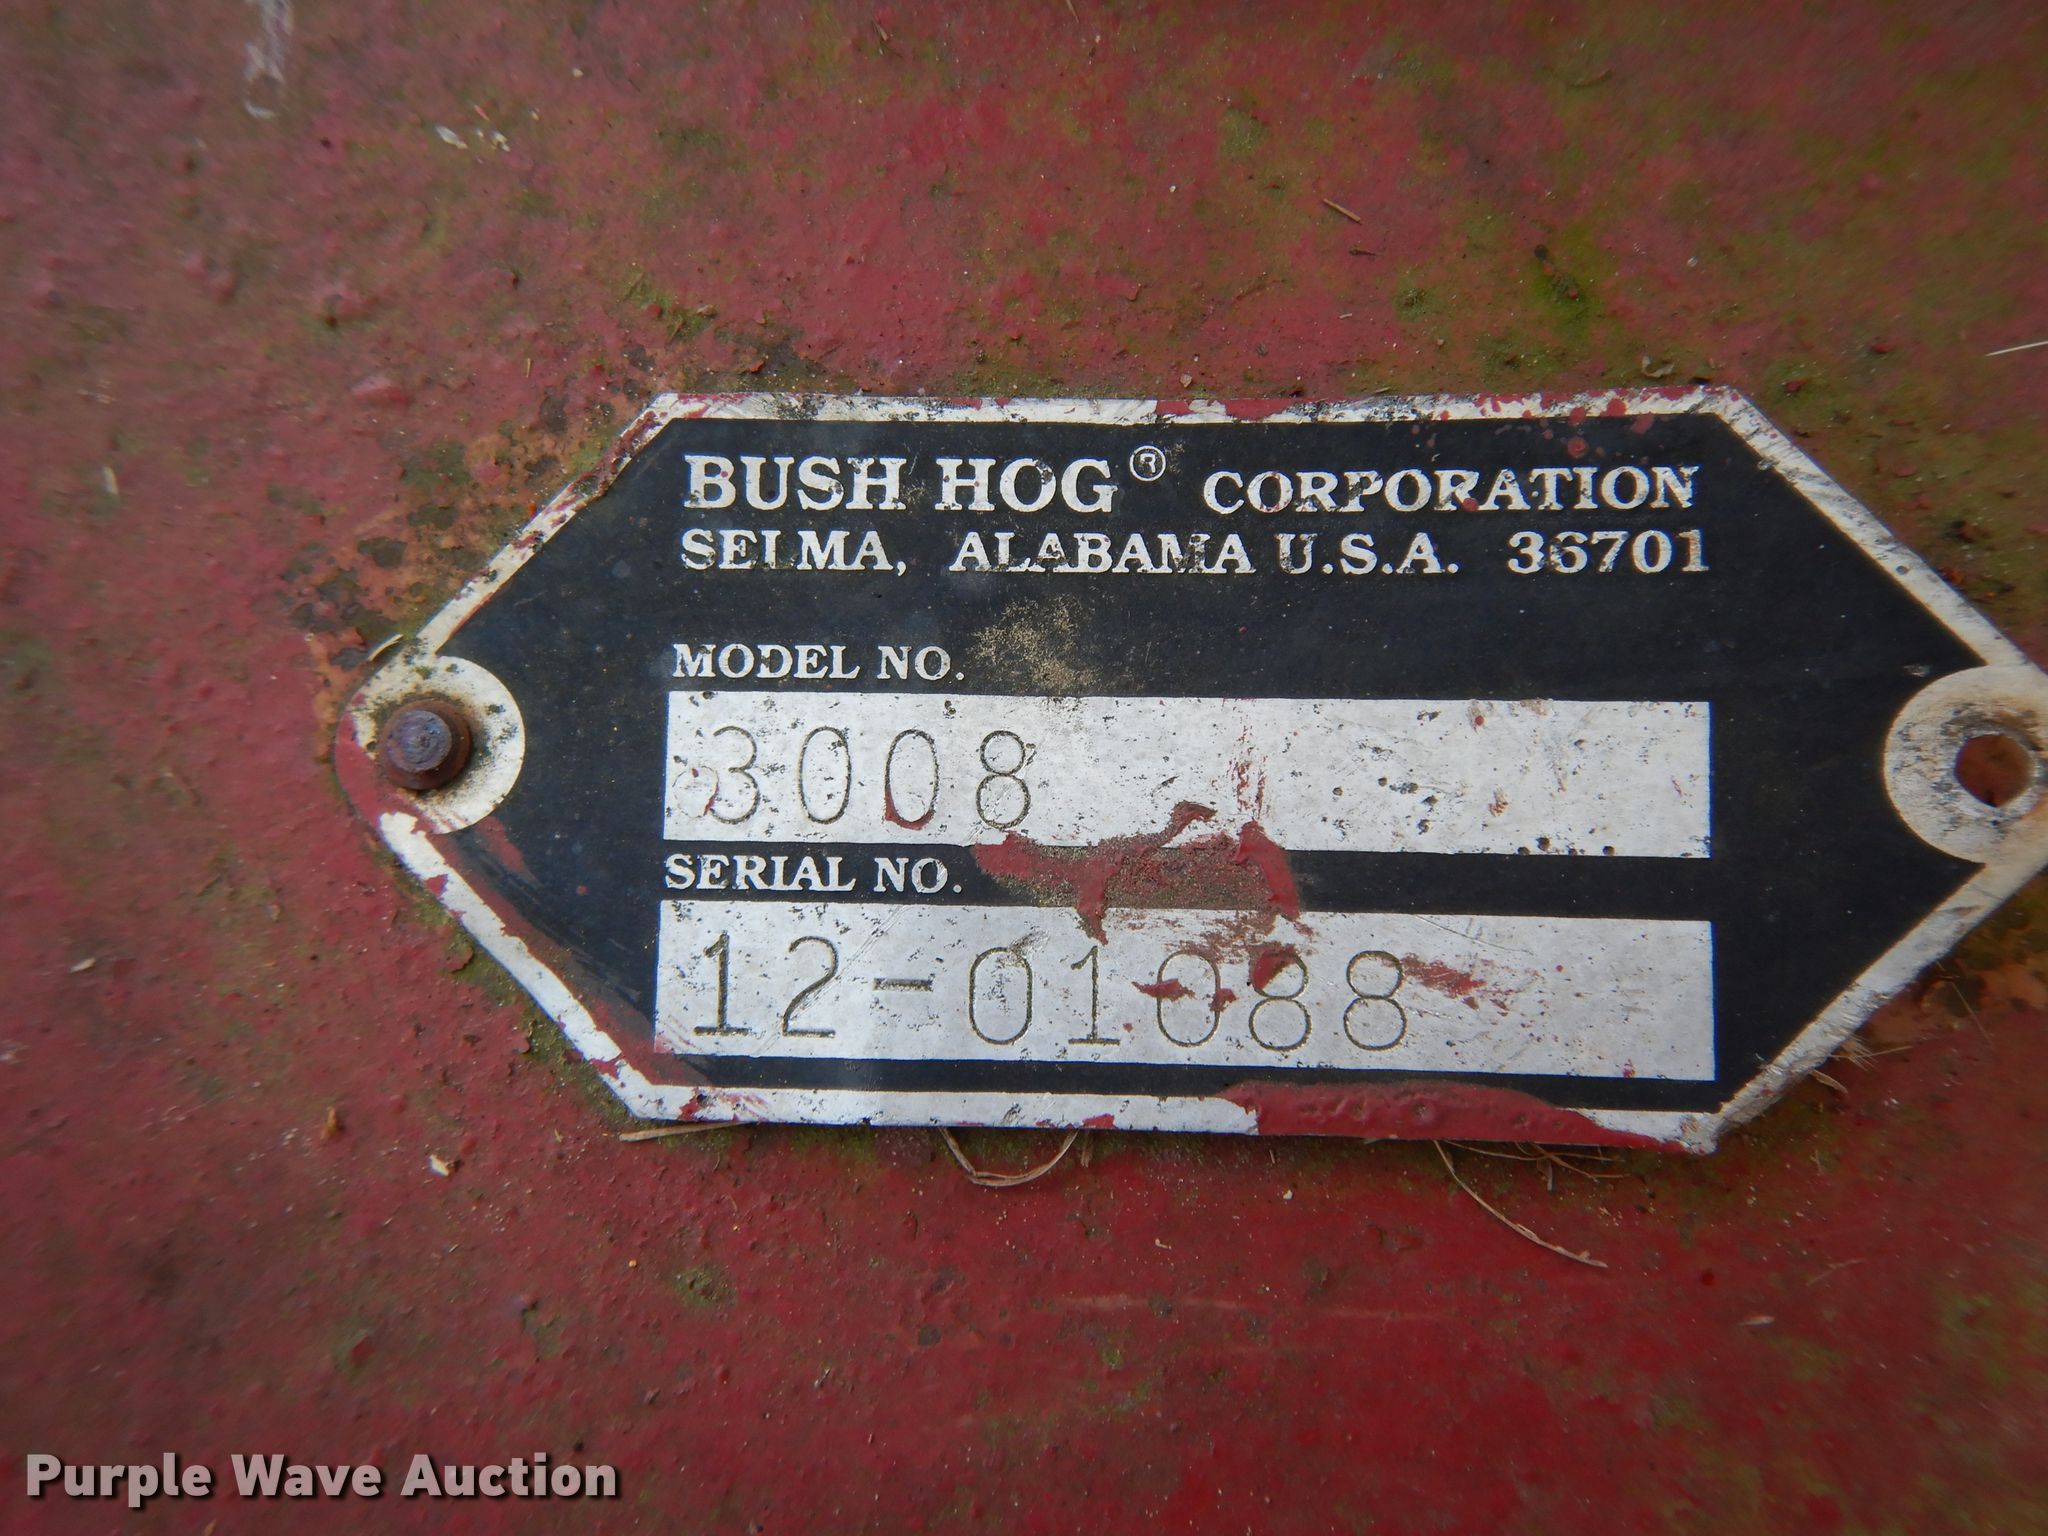 BUSH HOG® CORPORATION
SELMA, ALABAMA U.S.A. 36701
MODEL NO.
3008
SERIAL NO.
12-01088
Purple Wave Auction